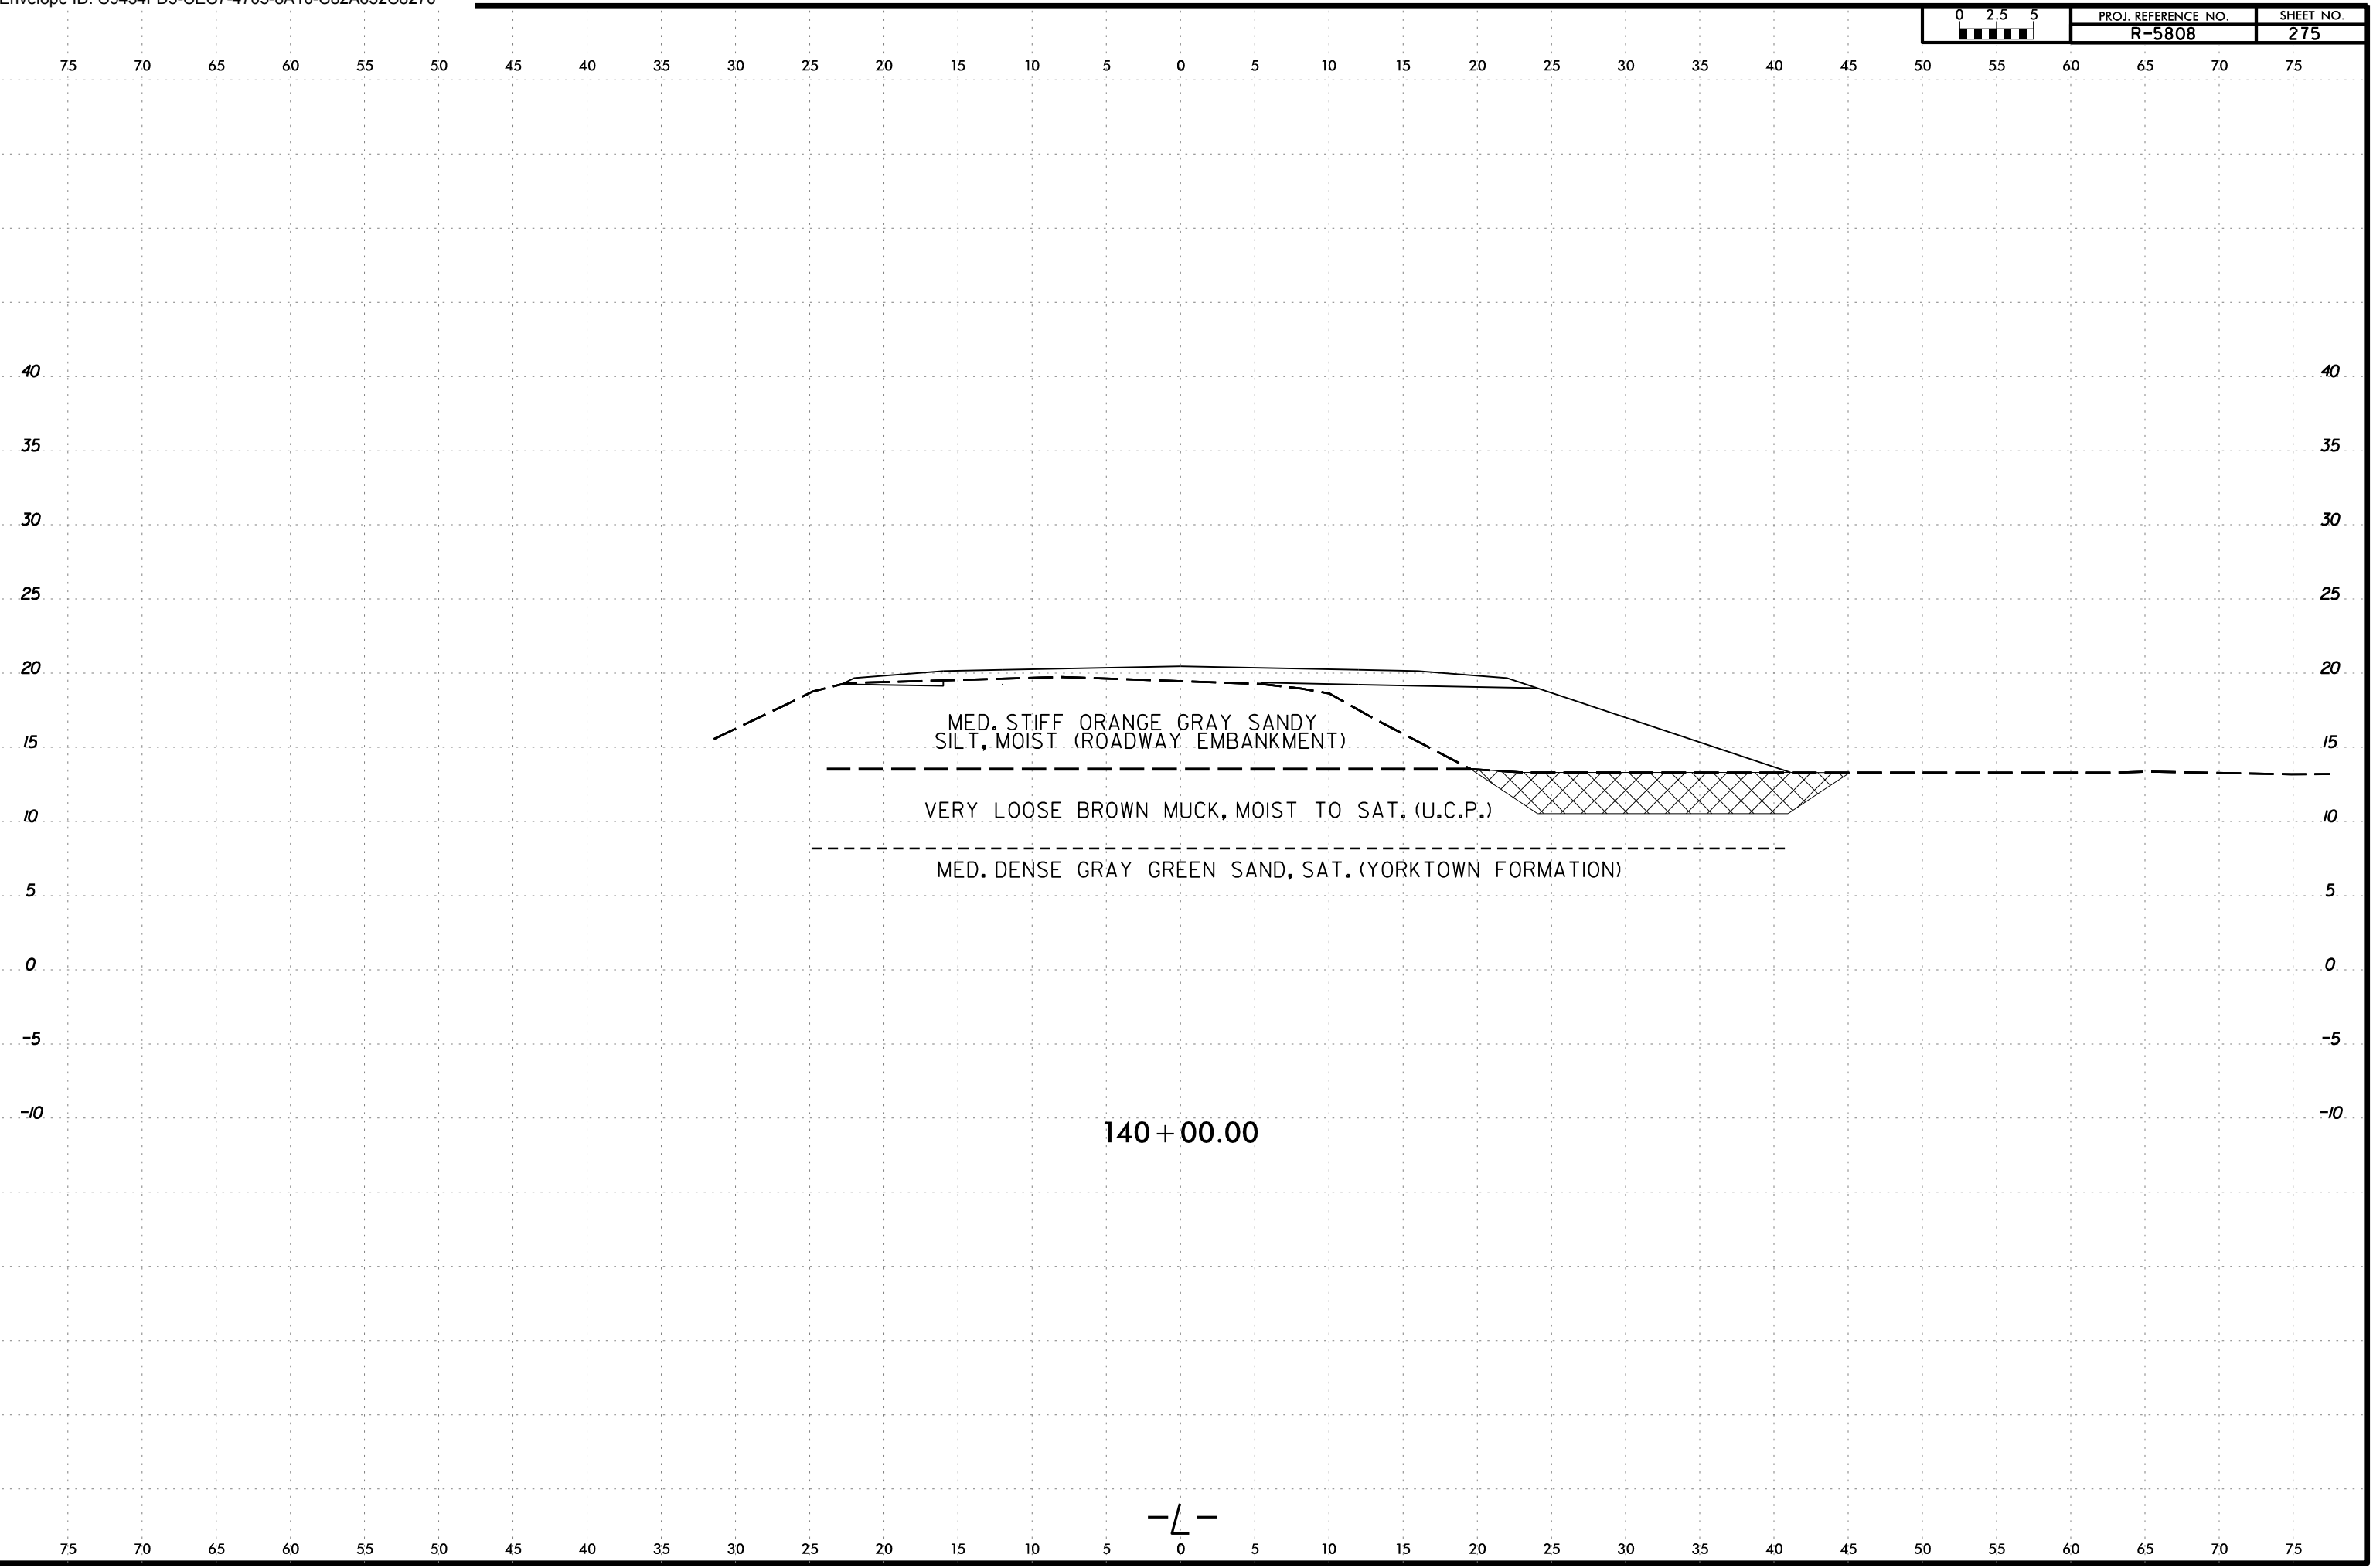 0 2.5 5
PROJ. REFERENCE NO.
SHEET NO.
R-5808
275
75 70 65 60 55 50 45 40 35 30 25 20 15 10 5 0 5 10 15 20 25 30 35 40 45 50 55 60 65 70 75
40 40
35 35
30 30
25 25
20 20
15 15
10 10
5 5
0 0
-5 -5
-10 -10
MED. STIFF ORANGE GRAY SANDY
SILT, MOIST (ROADWAY EMBANKMENT)
VERY LOOSE BROWN MUCK, MOIST TO SAT. (U.C.P.)
MED. DENSE GRAY GREEN SAND, SAT. (YORKTOWN FORMATION)
140+00.00
-L-
75 70 65 60 55 50 45 40 35 30 25 20 15 10 5 0 5 10 15 20 25 30 35 40 45 50 55 60 65 70 75